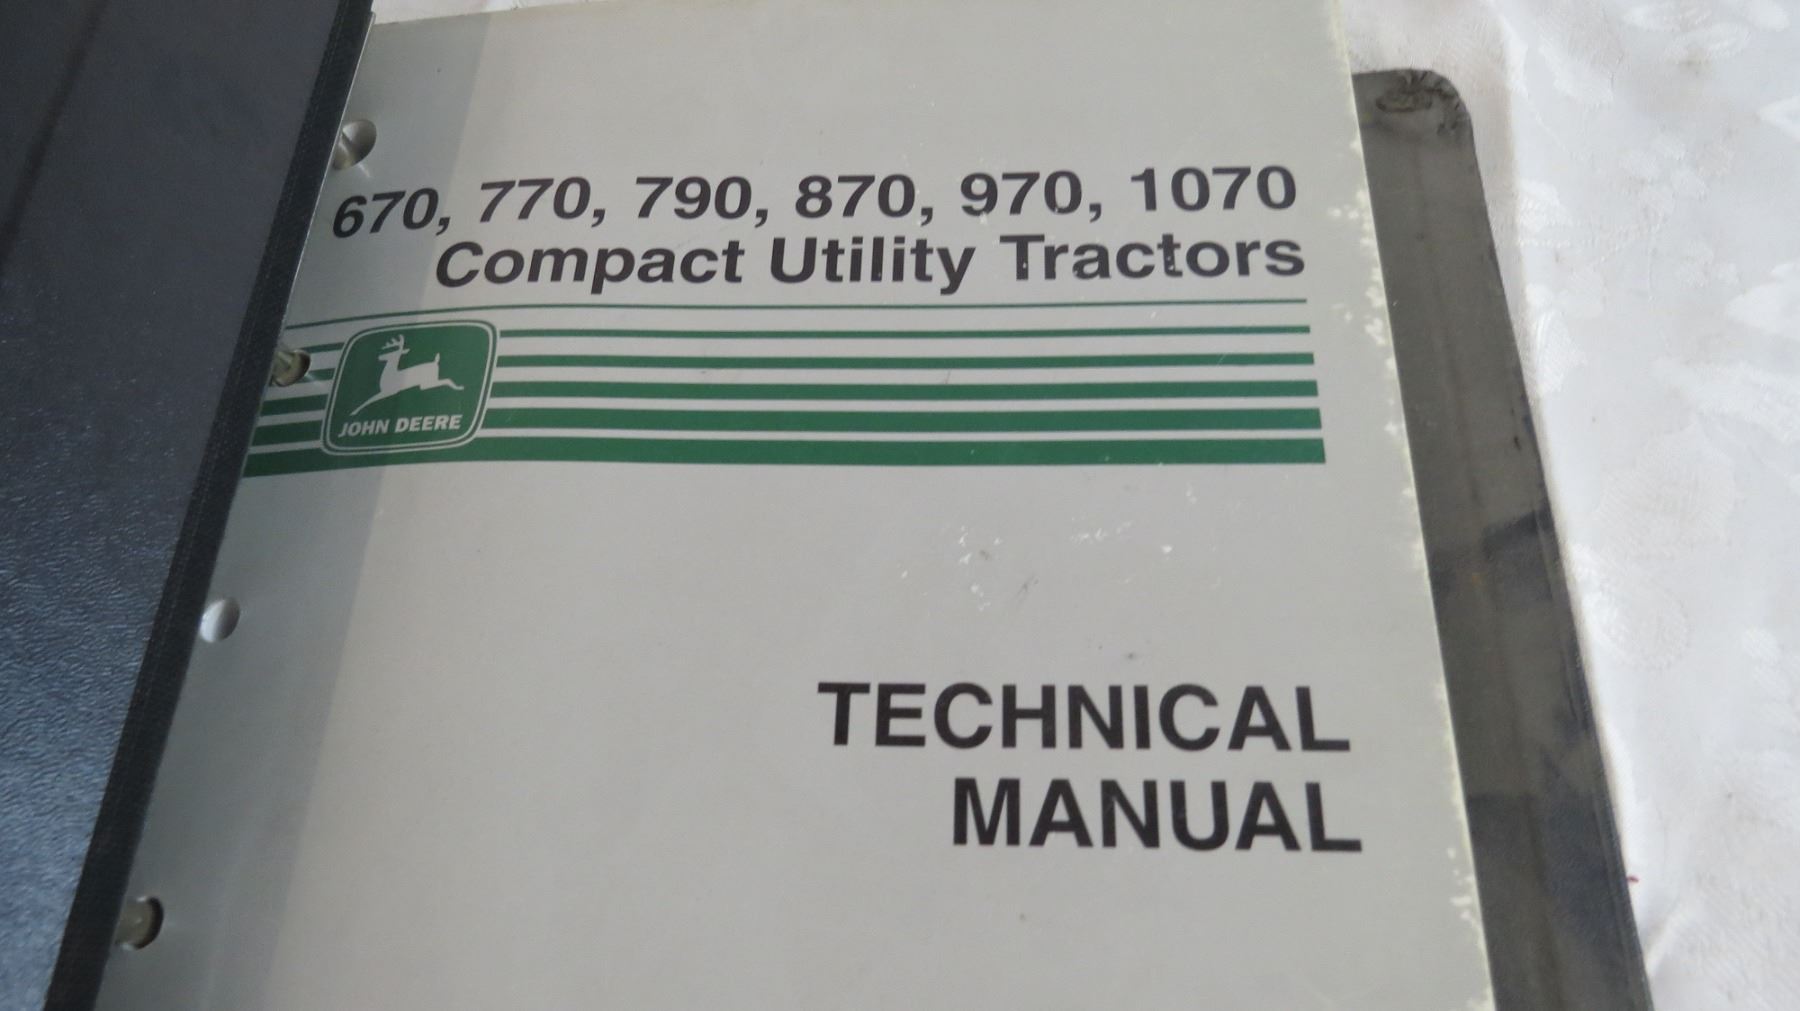 670, 770, 790, 870, 970, 1070
Compact Utility Tractors
JOHN DEERE
TECHNICAL
MANUAL